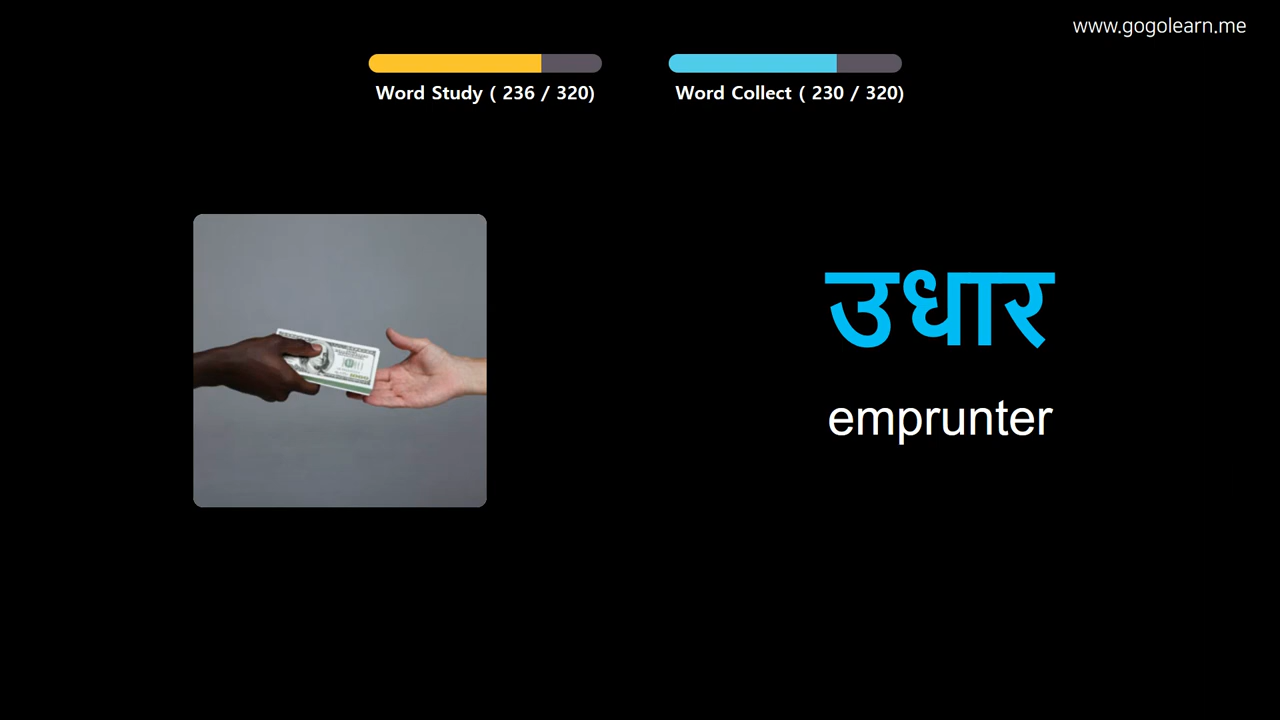 www.gogolearn.me
Word Study ( 236 / 320)
Word Collect ( 230 / 320)
उधार
emprunter